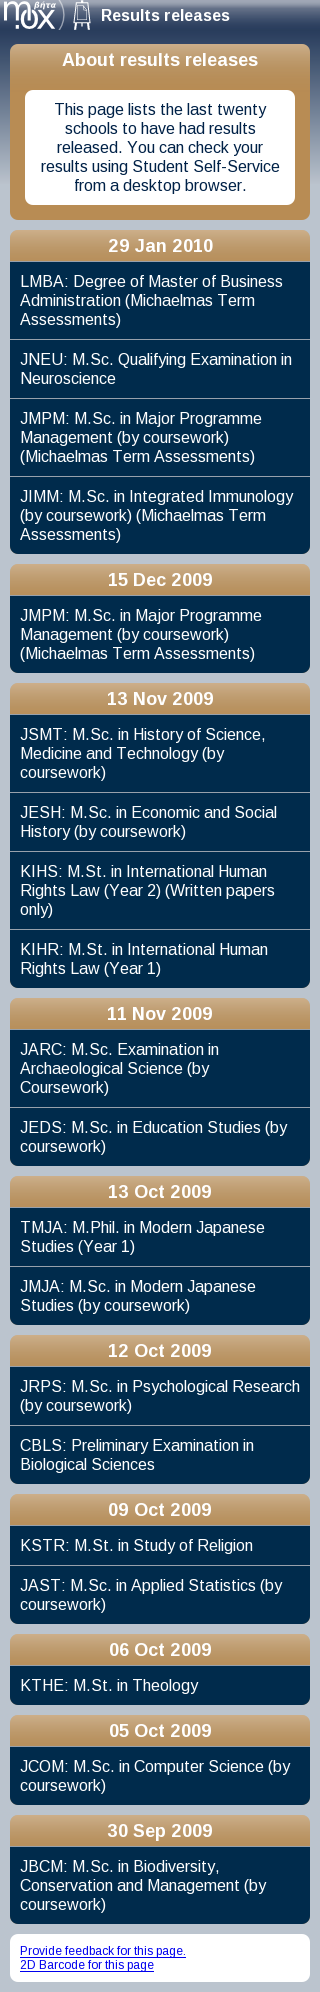 m.ox βήτα
Results releases
About results releases
This page lists the last twenty
schools to have had results
released. You can check your
results using Student Self-Service
from a desktop browser.
29 Jan 2010
LMBA: Degree of Master of Business
Administration (Michaelmas Term
Assessments)
JNEU: M.Sc. Qualifying Examination in
Neuroscience
JMPM: M.Sc. in Major Programme
Management (by coursework)
(Michaelmas Term Assessments)
JIMM: M.Sc. in Integrated Immunology
(by coursework) (Michaelmas Term
Assessments)
15 Dec 2009
JMPM: M.Sc. in Major Programme
Management (by coursework)
(Michaelmas Term Assessments)
13 Nov 2009
JSMT: M.Sc. in History of Science,
Medicine and Technology (by
coursework)
JESH: M.Sc. in Economic and Social
History (by coursework)
KIHS: M.St. in International Human
Rights Law (Year 2) (Written papers
only)
KIHR: M.St. in International Human
Rights Law (Year 1)
11 Nov 2009
JARC: M.Sc. Examination in
Archaeological Science (by
Coursework)
JEDS: M.Sc. in Education Studies (by
coursework)
13 Oct 2009
TMJA: M.Phil. in Modern Japanese
Studies (Year 1)
JMJA: M.Sc. in Modern Japanese
Studies (by coursework)
12 Oct 2009
JRPS: M.Sc. in Psychological Research
(by coursework)
CBLS: Preliminary Examination in
Biological Sciences
09 Oct 2009
KSTR: M.St. in Study of Religion
JAST: M.Sc. in Applied Statistics (by
coursework)
06 Oct 2009
KTHE: M.St. in Theology
05 Oct 2009
JCOM: M.Sc. in Computer Science (by
coursework)
30 Sep 2009
JBCM: M.Sc. in Biodiversity,
Conservation and Management (by
coursework)
Provide feedback for this page.
2D Barcode for this page